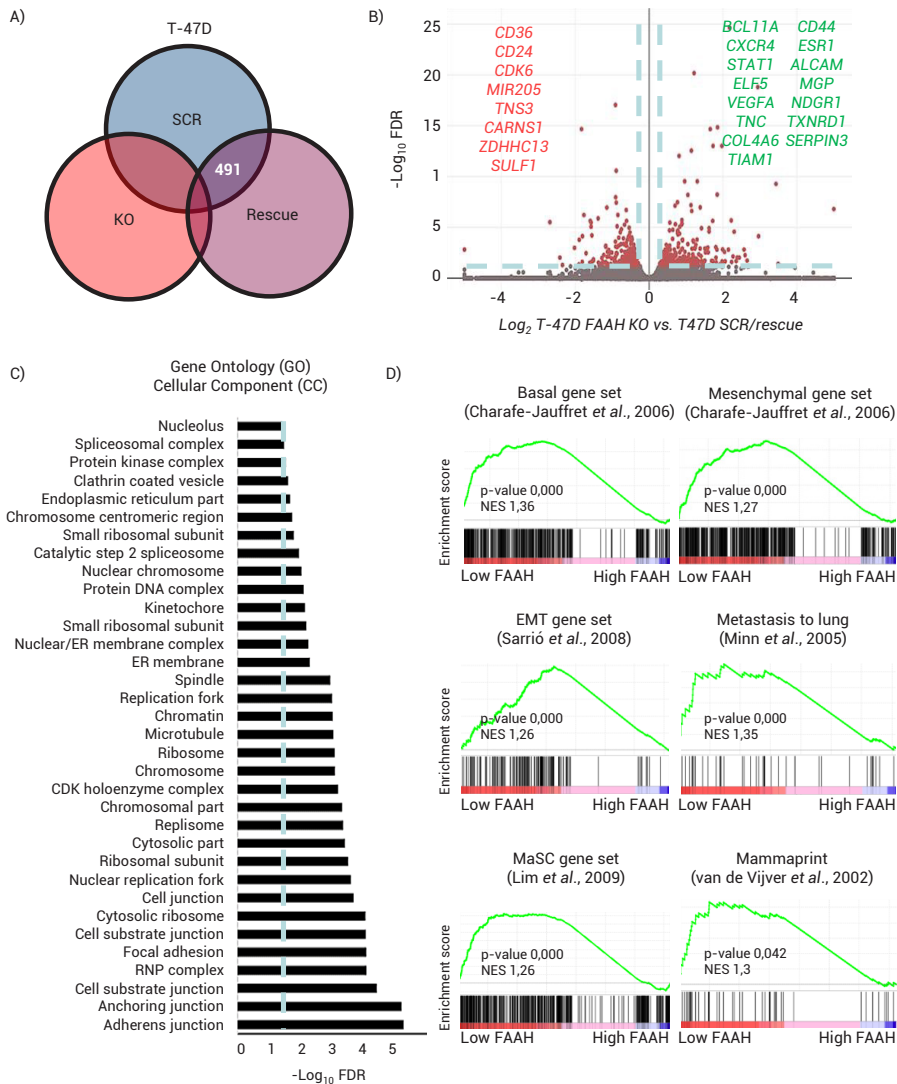 A)
T-47D
SCR
491
KO
Rescue
B)
-Log10 FDR
25
20
15
1
5
0
-4
-2
0
2
4
CD36
CD24
CDK6
MIR205
TNS3
CARNS1
ZDHHC13
SULF1
BCL11A CD44
CXCR4 ESR1
STAT1 ALCAM
ELF5 MGP
VEGFA NDGR1
TNC TXNRD1
COL4A6 SERPIN3
TIAM1
Log2 T-47D FAAH KO vs. T47D SCR/rescue
C)
Gene Ontology (GO)
Cellular Component (CC)
Nucleolus
Spliceosomal complex
Protein kinase complex
Clathrin coated vesicle
Endoplasmic reticulum part
Chromosome centromeric region
Small ribosomal subunit
Catalytic step 2 spliceosome
Nuclear chromosome
Protein DNA complex
Kinetochore
Small ribosomal subunit
Nuclear/ER membrane complex
ER membrane
Spindle
Replication fork
Chromatin
Microtubule
Ribosome
Chromosome
CDK holoenzyme complex
Chromosomal part
Replisome
Cytosolic part
Ribosomal subunit
Nuclear replication fork
Cell junction
Cytosolic ribosome
Cell substrate junction
Focal adhesion
RNP complex
Cell substrate junction
Anchoring junction
Adherens junction
0 1 2 3 4 5
-Log10 FDR
D)
Basal gene set
(Charafe-Jauffret et al., 2006)
Enrichment score
p-value 0,000
NES 1,36
Low FAAH High FAAH
Mesenchymal gene set
(Charafe-Jauffret et al., 2006)
p-value 0,000
NES 1,27
Low FAAH High FAAH
EMT gene set
(Sarrió et al., 2008)
Enrichment score
p-value 0,000
NES 1,26
Low FAAH High FAAH
Metastasis to lung
(Minn et al., 2005)
p-value 0,000
NES 1,35
Low FAAH High FAAH
MaSC gene set
(Lim et al., 2009)
Enrichment score
p-value 0,000
NES 1,26
Low FAAH High FAAH
Mammaprint
(van de Vijver et al., 2002)
p-value 0,042
NES 1,3
Low FAAH High FAAH